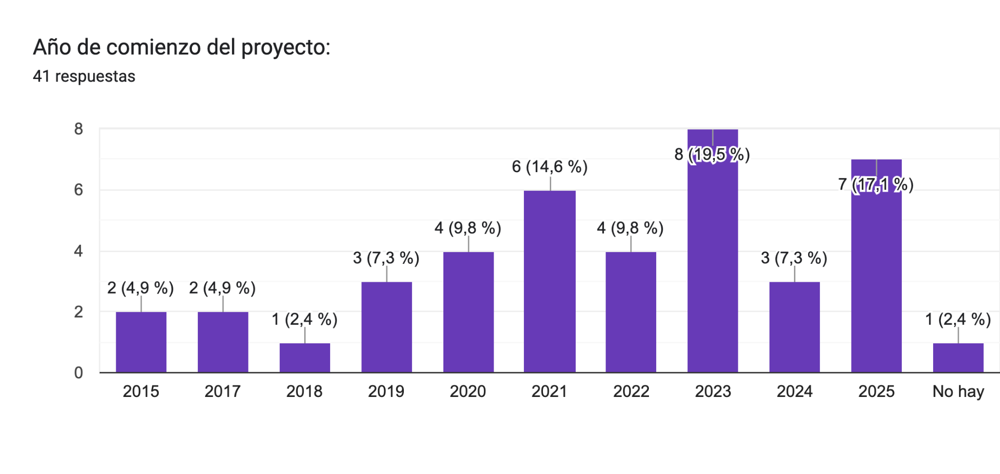 Año de comienzo del proyecto:
41 respuestas
8
6
4
2
0
2 (4,9 %)
2 (4,9 %)
1 (2,4 %)
3 (7,3 %)
4 (9,8 %)
6 (14,6 %)
4 (9,8 %)
8 (19,5 %)
3 (7,3 %)
7 (17,1 %)
1 (2,4 %)
2015 2017 2018 2019 2020 2021 2022 2023 2024 2025 No hay